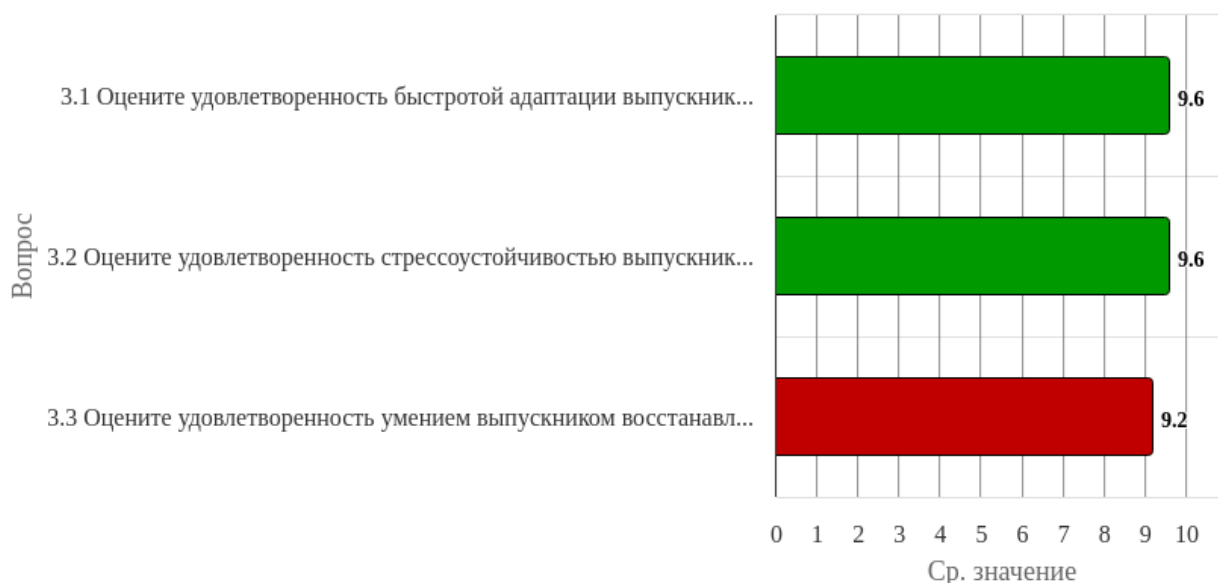 3.1 Оцените удовлетворенность быстротой адаптации выпускник...
9.6
Вопрос
3.2 Оцените удовлетворенность стрессоустойчивостью выпускник...
9.6
3.3 Оцените удовлетворенность умением выпускником восстанавл...
9.2
0 1 2 3 4 5 6 7 8 9 10
Ср. значение